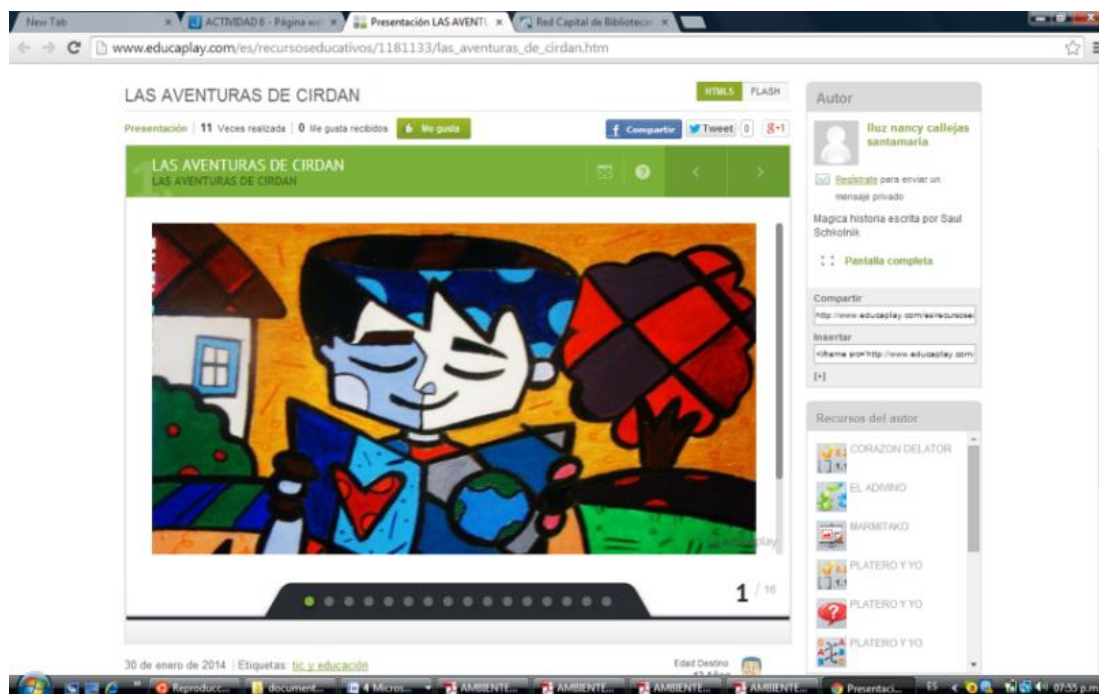 New Tab
ACTIVIDAD 6 - Página we
Presentación LAS AVENT
Red Capital de Bibliotecas
www.educaplay.com/es/recursoseducativos/1181133/las_aventuras_de_cirdan.htm
LAS AVENTURAS DE CIRDAN
HTML5 FLASH
Presentación | 11 Veces realizada | 0 Me gusta recibidos Me gusta
Compartir Tweet 0 g+1
LAS AVENTURAS DE CIRDAN
LAS AVENTURAS DE CIRDAN
1 / 16
30 de enero de 2014 | Etiquetas: tic y educación
Edad Destino
Autor
lluz nancy callejas
santamaria
Regístrate para enviar un
mensaje privado
Magica historia escrita por Saul
Schkolnik
Pantalla completa
Compartir
http://www.educaplay.com/es/recursose
Insertar
<iframe src='http://www.educaplay.com
[+]
Recursos del autor
CORAZON DELATOR
EL ADIVINO
MARMITAKO
PLATERO Y YO
PLATERO Y YO
PLATERO Y YO
Reproducc... document... 4 Micros... AMBIENTE... AMBIENTE... AMBIENTE... AMBIENTE... Presentaci... ES 07:55 p.m.